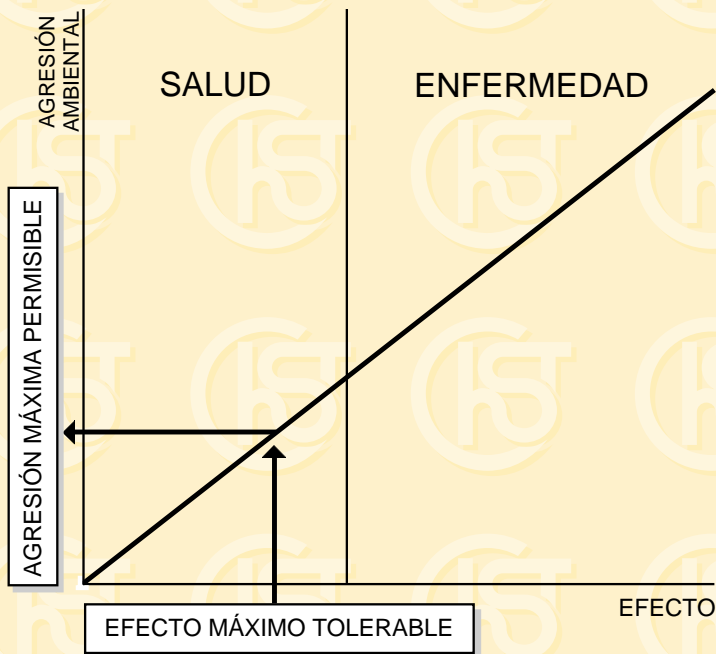 AGRESIÓN
AMBIENTAL
SALUD
ENFERMEDAD
AGRESIÓN MÁXIMA PERMISIBLE
EFECTO
EFECTO MÁXIMO TOLERABLE